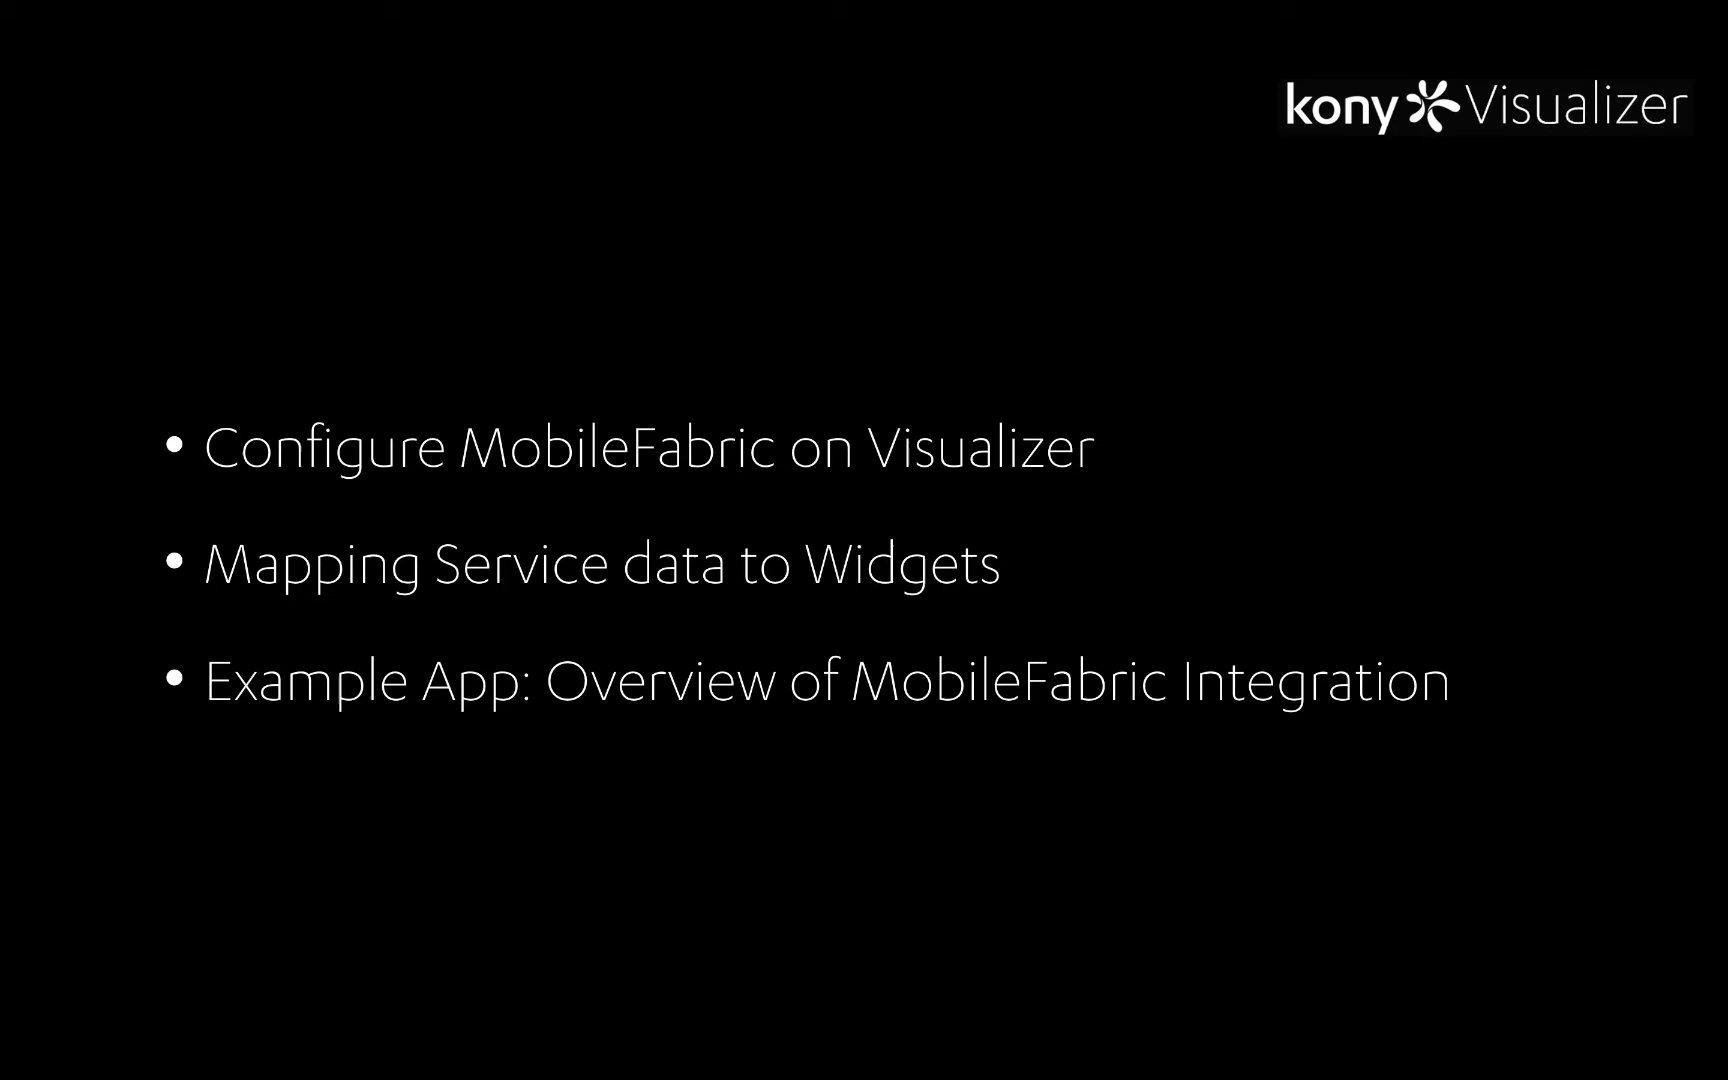 kony Visualizer
• Configure MobileFabric on Visualizer
• Mapping Service data to Widgets
• Example App: Overview of MobileFabric Integration